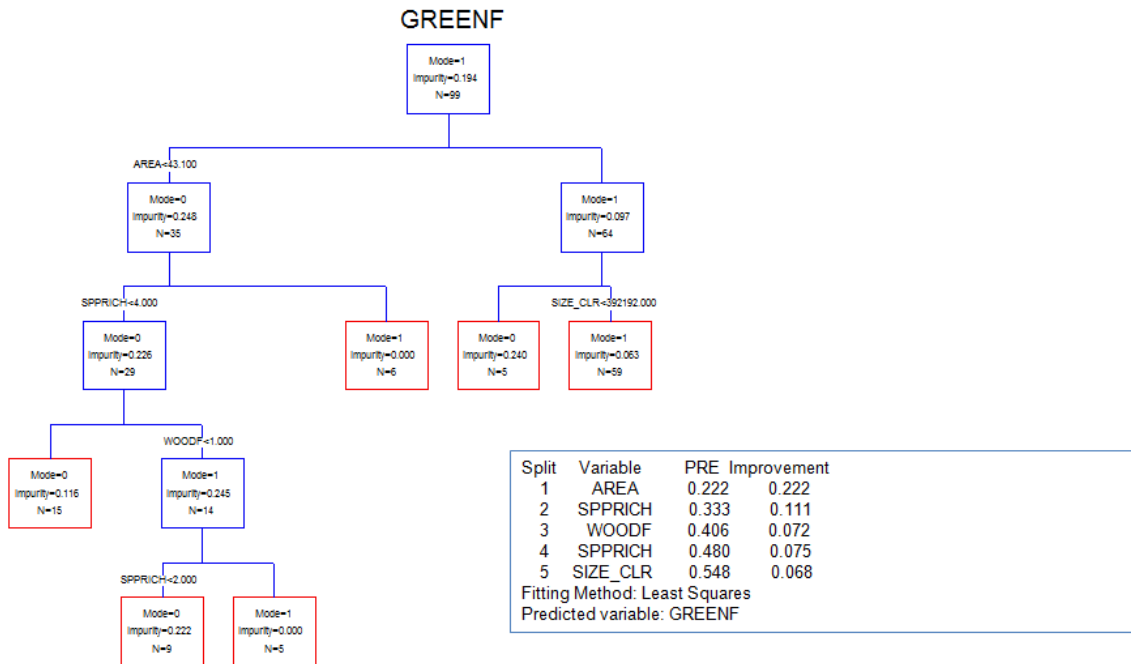 GREENF
Mode=1
Impurity=0.194
N=99
AREA<43.100
Mode=0
Impurity=0.248
N=35
Mode=1
Impurity=0.097
N=64
SPPRICH<4.000
SIZE_CLR<392192.000
Mode=0
Impurity=0.226
N=29
Mode=1
Impurity=0.000
N=6
Mode=0
Impurity=0.240
N=5
Mode=1
Impurity=0.063
N=59
WOODF<1.000
Mode=0
Impurity=0.116
N=15
Mode=1
Impurity=0.245
N=14
SPPRICH<2.000
Mode=0
Impurity=0.222
N=9
Mode=1
Impurity=0.000
N=5
Split Variable PRE Improvement
1 AREA 0.222 0.222
2 SPPRICH 0.333 0.111
3 WOODF 0.406 0.072
4 SPPRICH 0.480 0.075
5 SIZE_CLR 0.548 0.068
Fitting Method: Least Squares
Predicted variable: GREENF